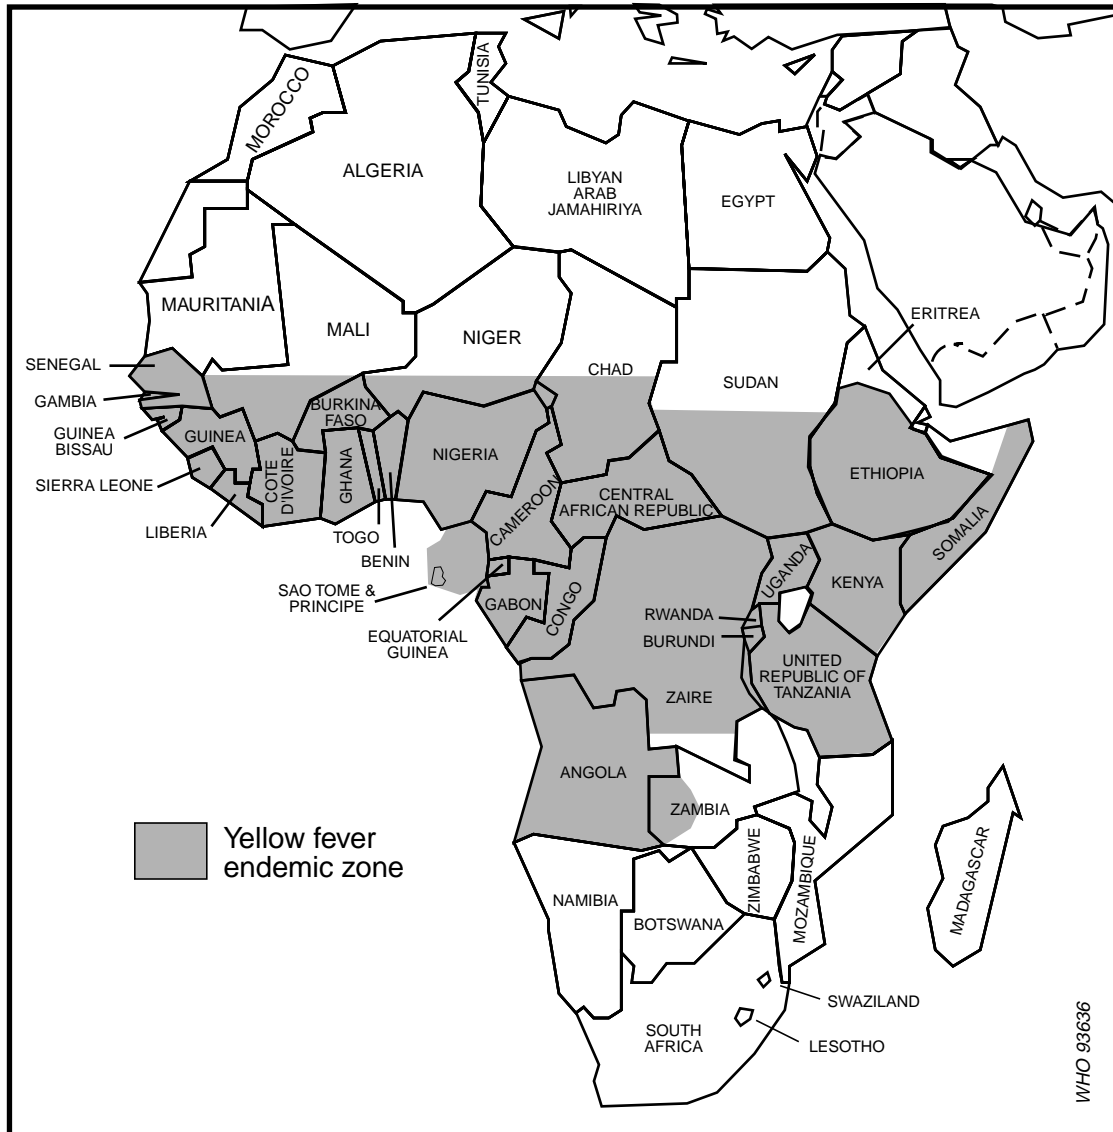 MOROCCO
TUNISIA
ALGERIA
LIBYAN
ARAB
JAMAHIRIYA
EGYPT
MAURITANIA
MALI
NIGER
CHAD
SUDAN
ERITREA
SENEGAL
GAMBIA
GUINEA
BISSAU
GUINEA
SIERRA LEONE
LIBERIA
COTE
D'IVOIRE
BURKINA
FASO
GHANA
TOGO
BENIN
NIGERIA
CAMEROON
CENTRAL
AFRICAN REPUBLIC
ETHIOPIA
SOMALIA
UGANDA
KENYA
SAO TOME &
PRINCIPE
EQUATORIAL
GUINEA
GABON
CONGO
RWANDA
BURUNDI
UNITED
REPUBLIC OF
TANZANIA
ZAIRE
ANGOLA
ZAMBIA
Yellow fever
endemic zone
NAMIBIA
BOTSWANA
ZIMBABWE
MOZAMBIQUE
MADAGASCAR
SWAZILAND
LESOTHO
SOUTH
AFRICA
WHO 93636